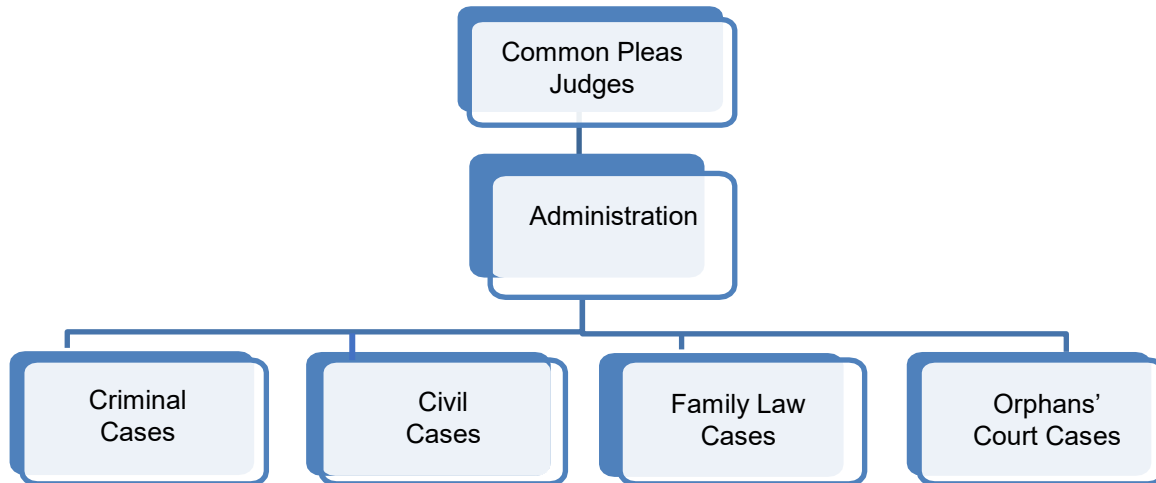 Common Pleas
Judges
Administration
Criminal
Cases
Civil
Cases
Family Law
Cases
Orphans’
Court Cases